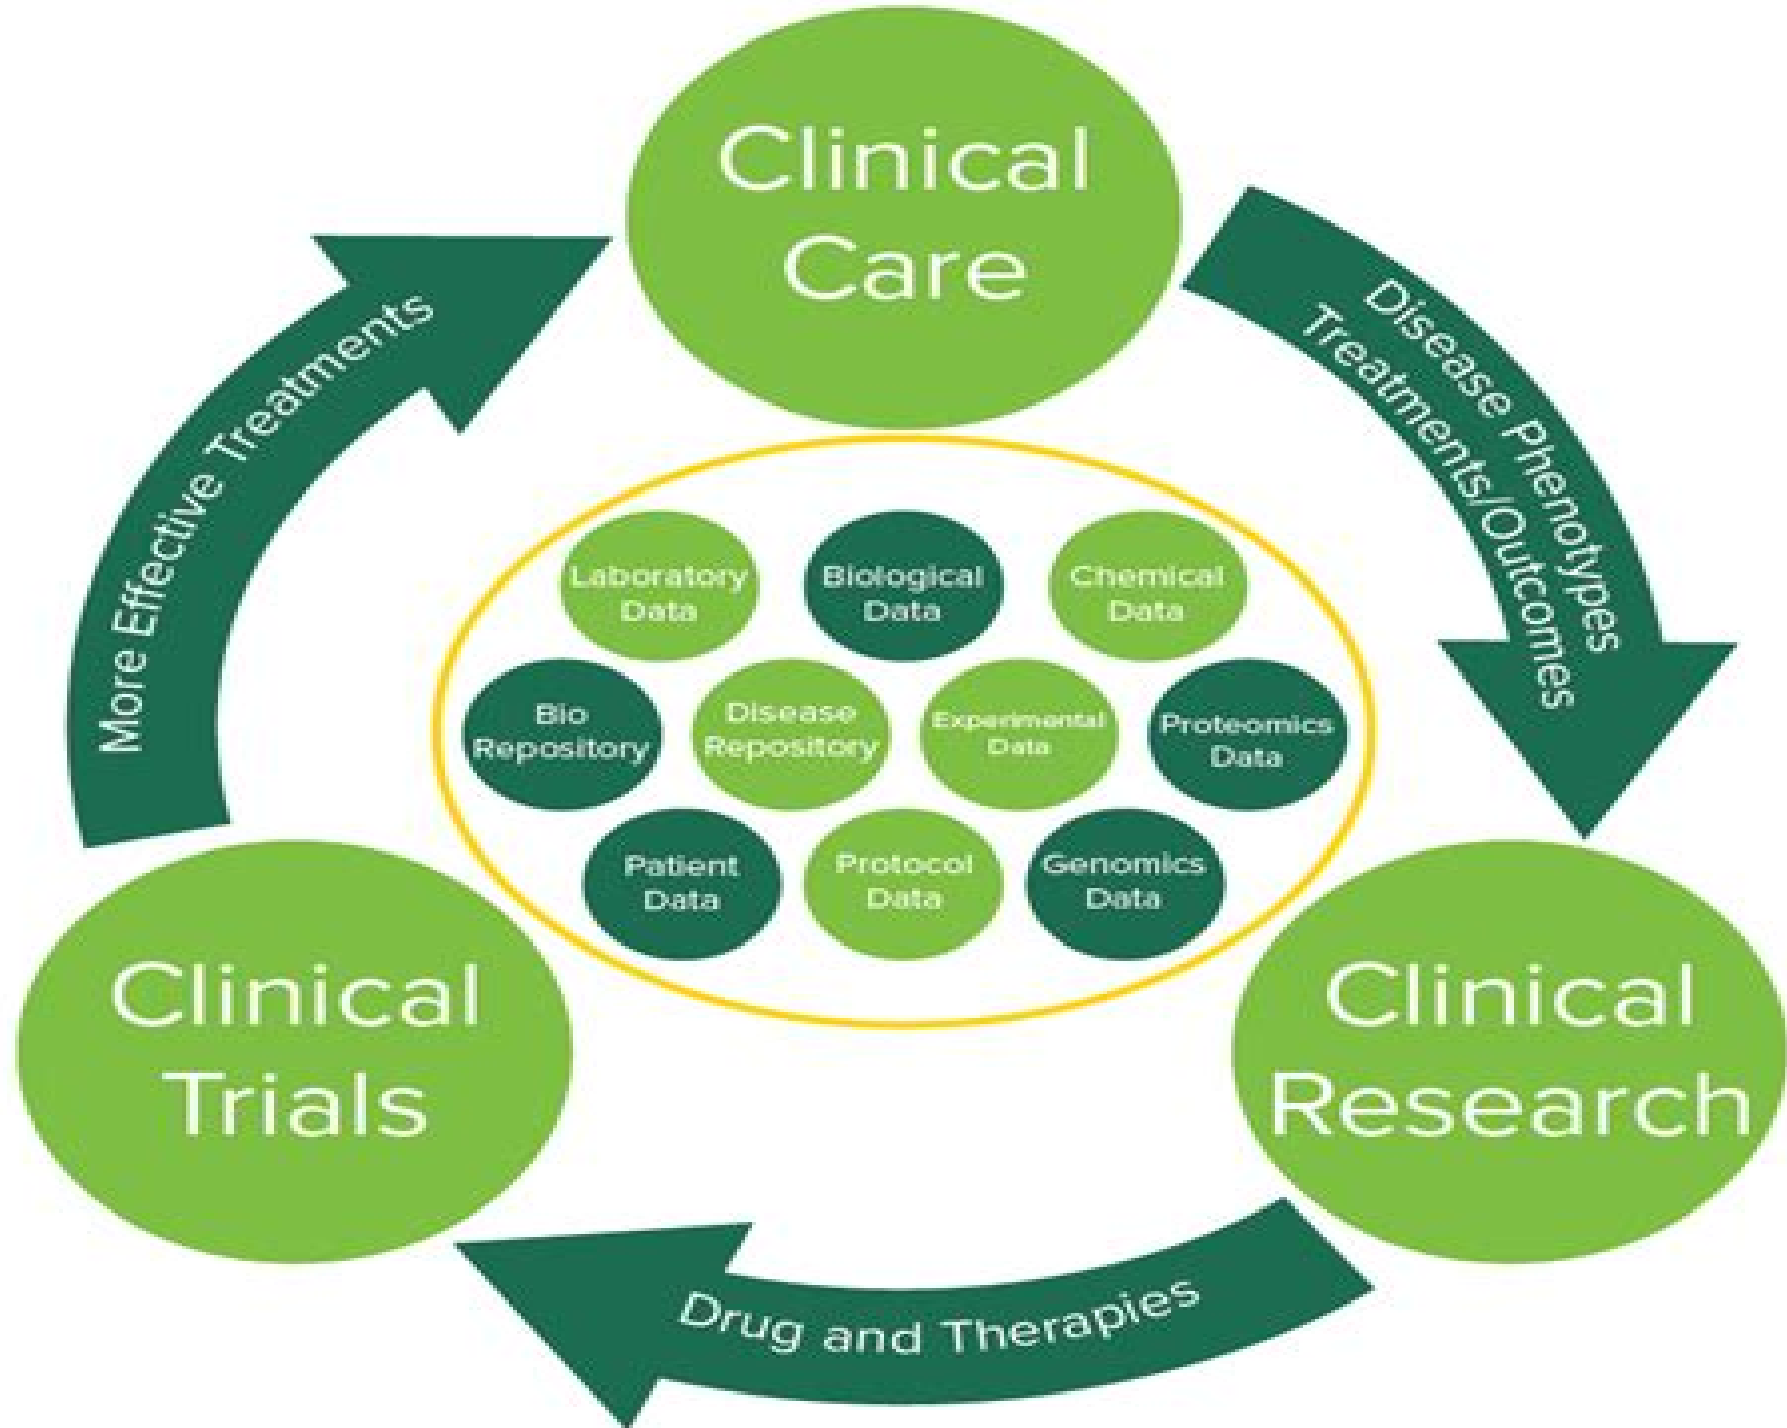 Clinical
Care
More Effective Treatments
Disease Phenotypes
Treatments/Outcomes
Laboratory
Data
Biological
Data
Chemical
Data
Bio
Repository
Disease
Repository
Experimental
Data
Proteomics
Data
Patient
Data
Protocol
Data
Genomics
Data
Clinical
Trials
Clinical
Research
Drug and Therapies